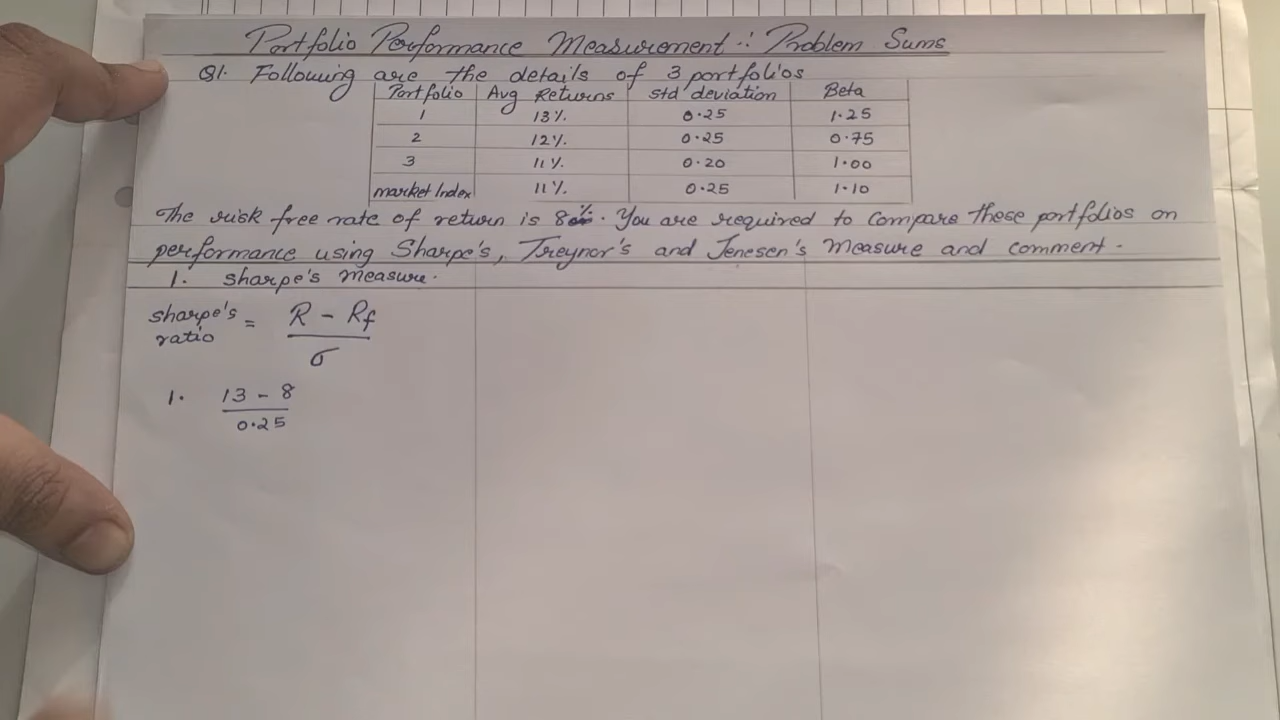 Portfolio Performance Measurement :: Problem Sums
Q1. Following are the details of 3 portfolios
Portfolio Avg Returns std deviation Beta
1 13%. 0.25 1.25
2 12%. 0.25 0.75
3 11%. 0.20 1.00
market Index 11%. 0.25 1.10
The risk free rate of return is 8%. You are required to compare these portfolios on
performance using Sharpe's, Treynor's and Jenesen's Measure and comment.
1. sharpe's measure.
sharpe's ratio = R - Rf / σ
1. 13 - 8
0.25